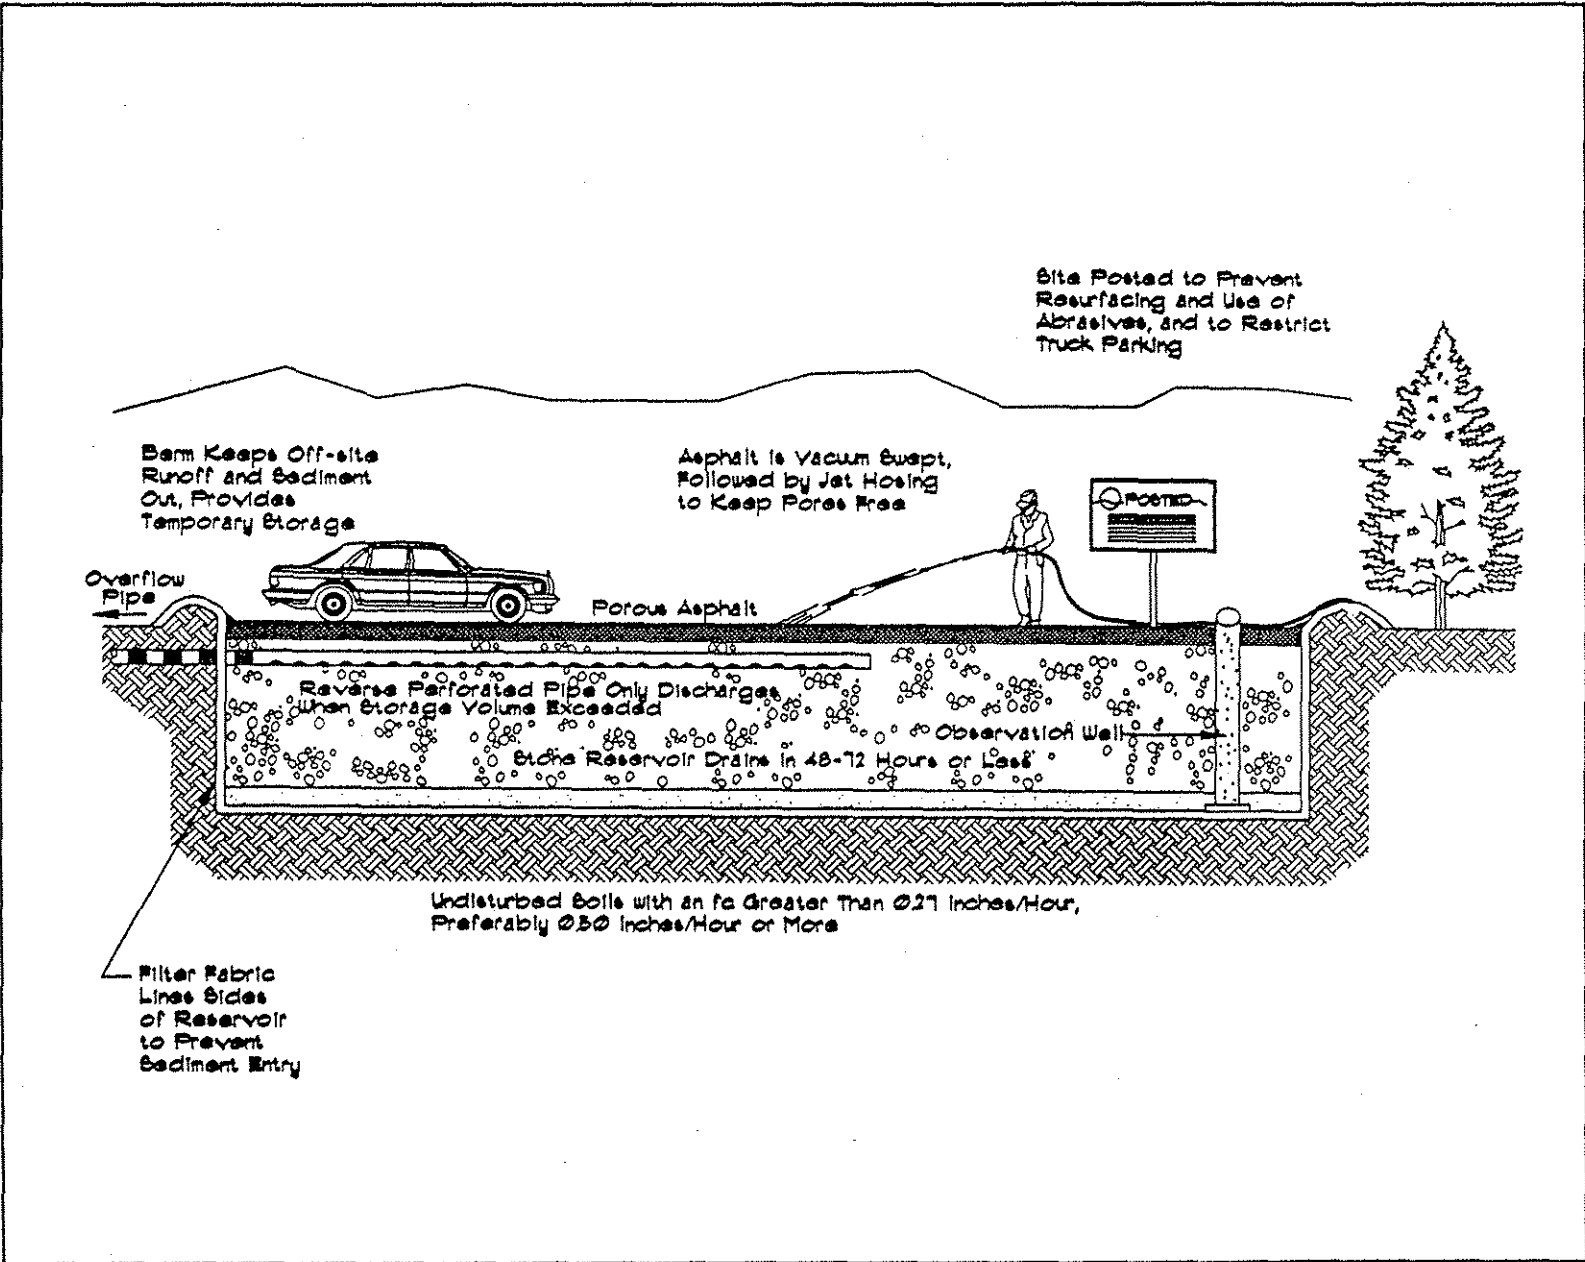 Site Posted to Prevent
Resurfacing and Use of
Abrasives, and to Restrict
Truck Parking
Berm Keeps Off-site
Runoff and Sediment
Out, Provides
Temporary Storage
Asphalt is Vacuum Swept,
Followed by Jet Hosing
to Keep Pores Free
POSTED
Overflow
Pipe
Porous Asphalt
Reverse Perforated Pipe Only Discharges
When Storage Volume Exceeded
Observation Well
Stone Reservoir Drains in 48-72 Hours or Less
Undisturbed Soils with an fc Greater Than 0.27 Inches/Hour,
Preferably 0.50 Inches/Hour or More
Filter Fabric
Lines Sides
of Reservoir
to Prevent
Sediment Entry